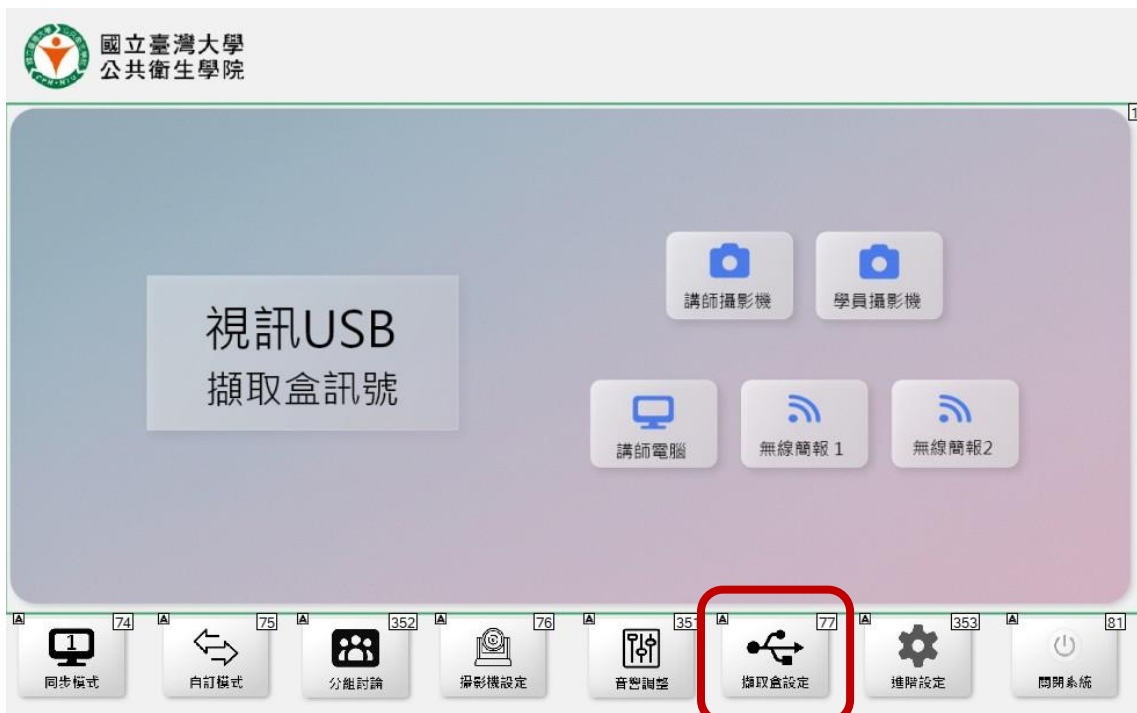 國立臺灣大學
公共衛生學院
1
視訊USB
擷取盒訊號
講師攝影機
學員攝影機
講師電腦
無線簡報 1
無線簡報2
A 74
A 75
A 352
A 76
A 351
A 77
A 353
A 81
1
同步模式
自訂模式
分組討論
攝影機設定
音響調整
擷取盒設定
進階設定
關閉系統